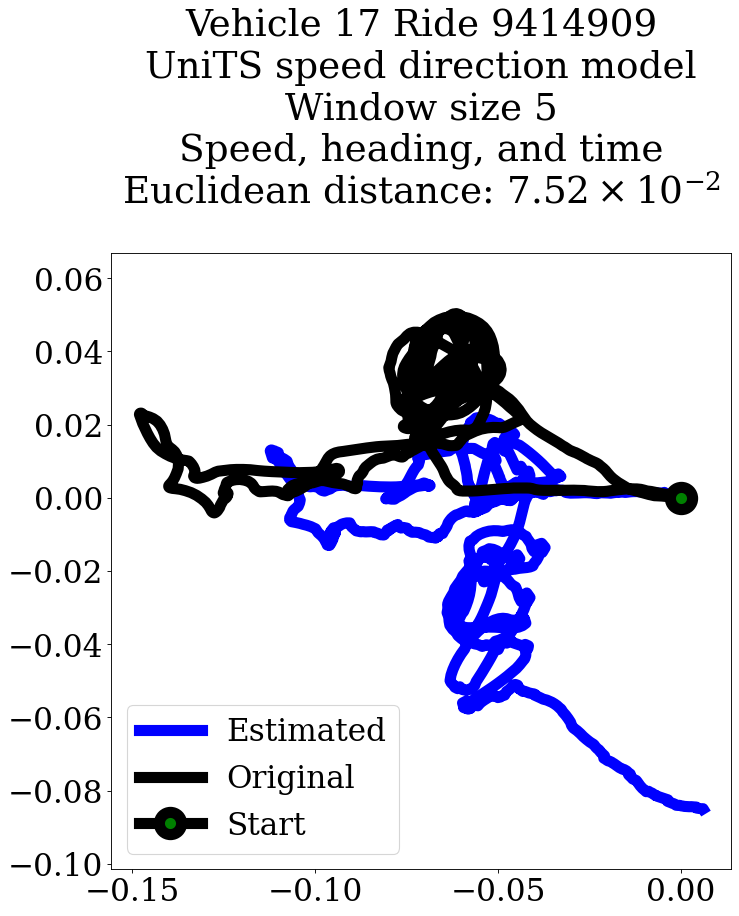 Vehicle 17 Ride 9414909
UniTS speed direction model
Window size 5
Speed, heading, and time
Euclidean distance: 7.52 × 10⁻²
0.06
0.04
0.02
0.00
−0.02
−0.04
−0.06
−0.08
−0.10
Estimated
Original
Start
−0.15 −0.10 −0.05 0.00